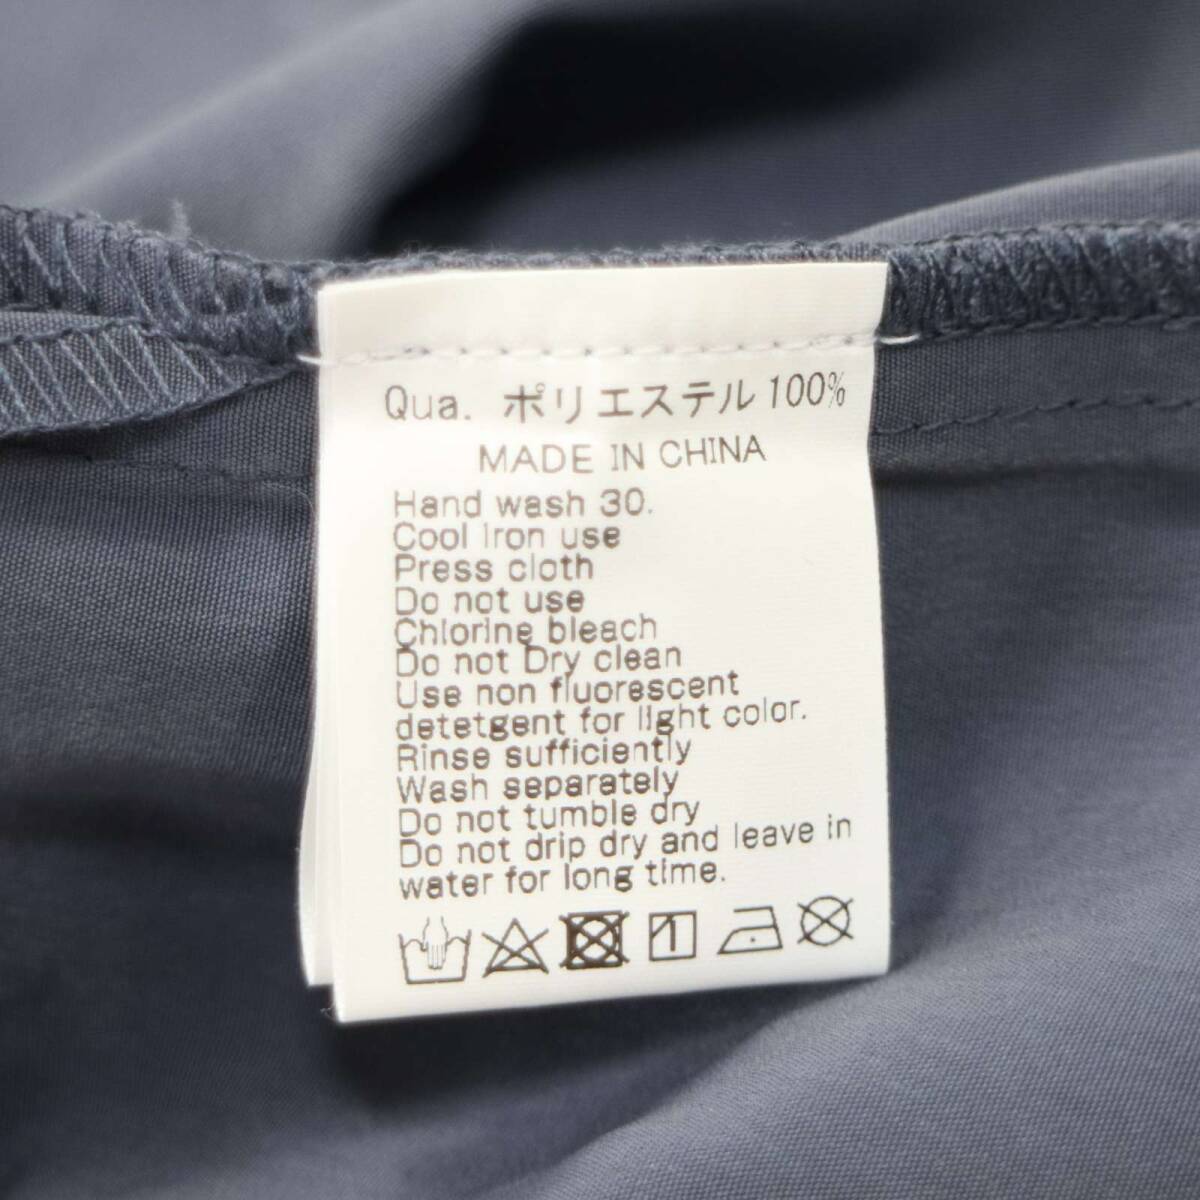 Qua. ポリエステル 100%
MADE IN CHINA
Hand wash 30.
Cool iron use
Press cloth
Do not use
Chlorine bleach
Do not Dry clean
Use non fluorescent
detetgent for light color.
Rinse sufficiently
Wash separately
Do not tumble dry
Do not drip dry and leave in
water for long time.